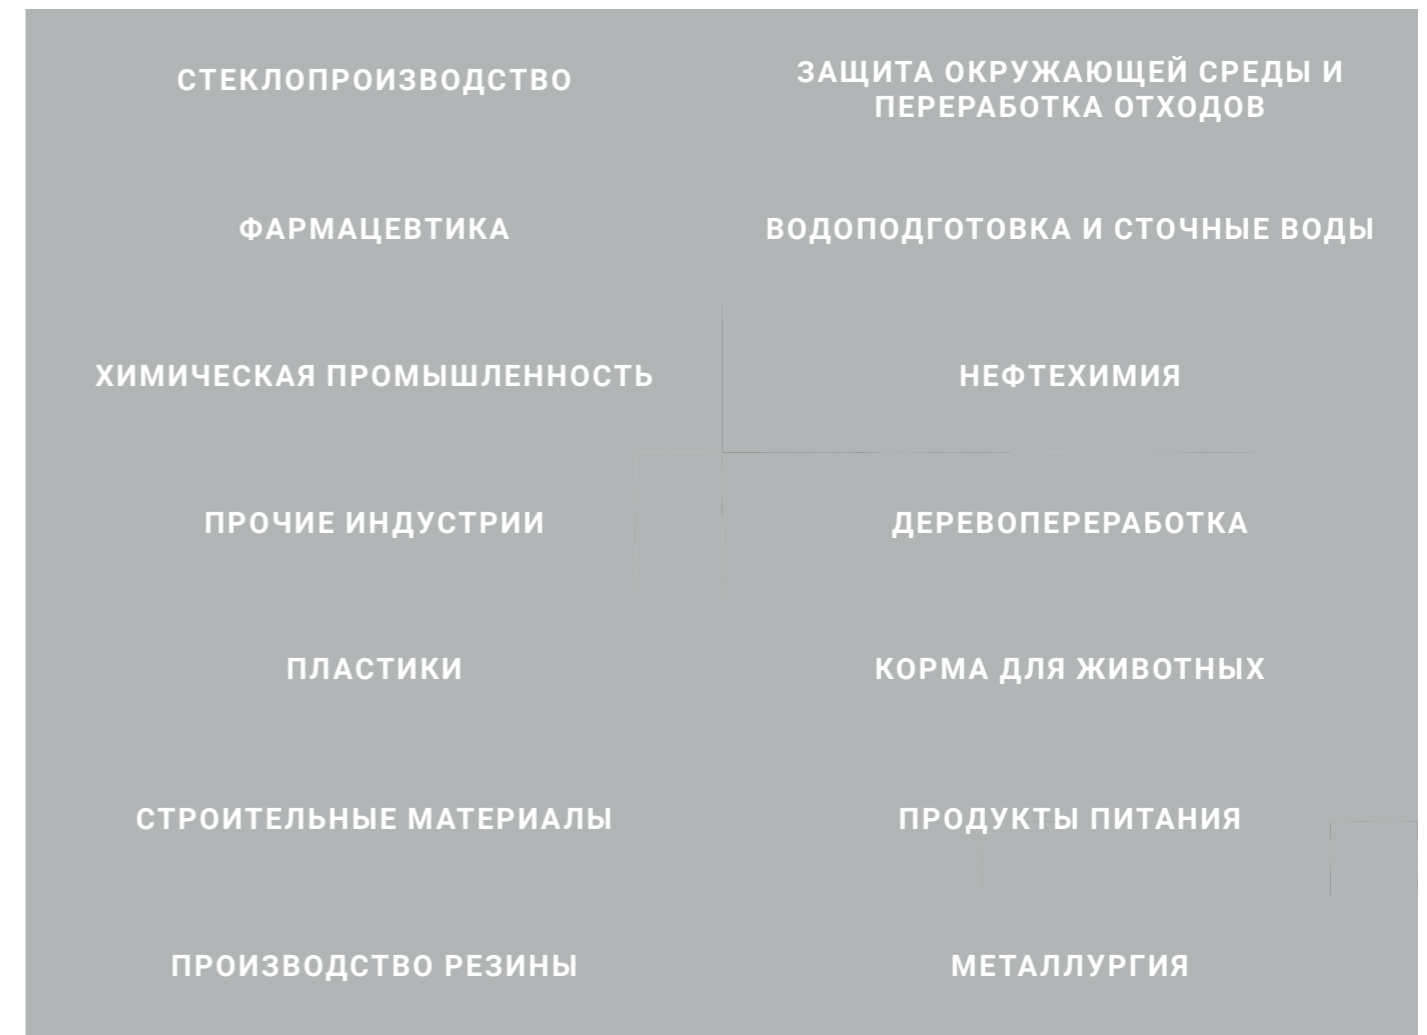 СТЕКЛОПРОИЗВОДСТВО
ЗАЩИТА ОКРУЖАЮЩЕЙ СРЕДЫ И
ПЕРЕРАБОТКА ОТХОДОВ
ФАРМАЦЕВТИКА
ВОДОПОДГОТОВКА И СТОЧНЫЕ ВОДЫ
ХИМИЧЕСКАЯ ПРОМЫШЛЕННОСТЬ
НЕФТЕХИМИЯ
ПРОЧИЕ ИНДУСТРИИ
ДЕРЕВОПЕРЕРАБОТКА
ПЛАСТИКИ
КОРМА ДЛЯ ЖИВОТНЫХ
СТРОИТЕЛЬНЫЕ МАТЕРИАЛЫ
ПРОДУКТЫ ПИТАНИЯ
ПРОИЗВОДСТВО РЕЗИНЫ
МЕТАЛЛУРГИЯ